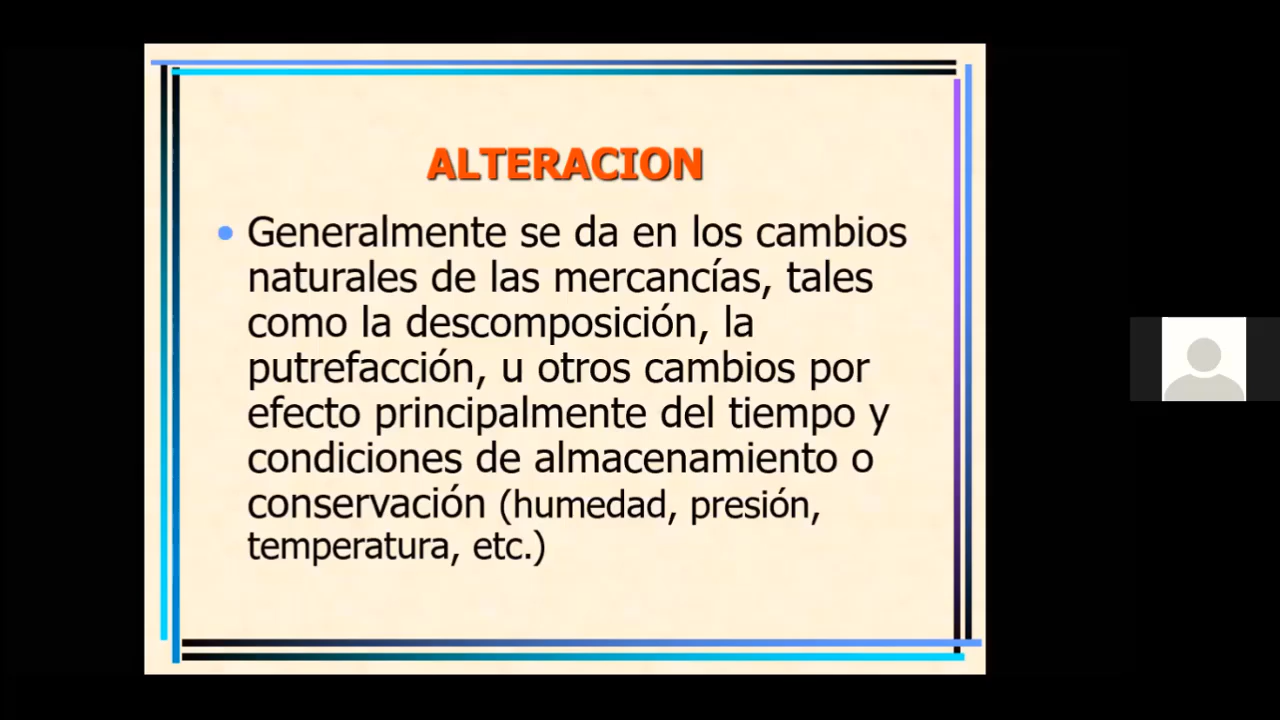 ALTERACION
• Generalmente se da en los cambios
naturales de las mercancías, tales
como la descomposición, la
putrefacción, u otros cambios por
efecto principalmente del tiempo y
condiciones de almacenamiento o
conservación (humedad, presión,
temperatura, etc.)